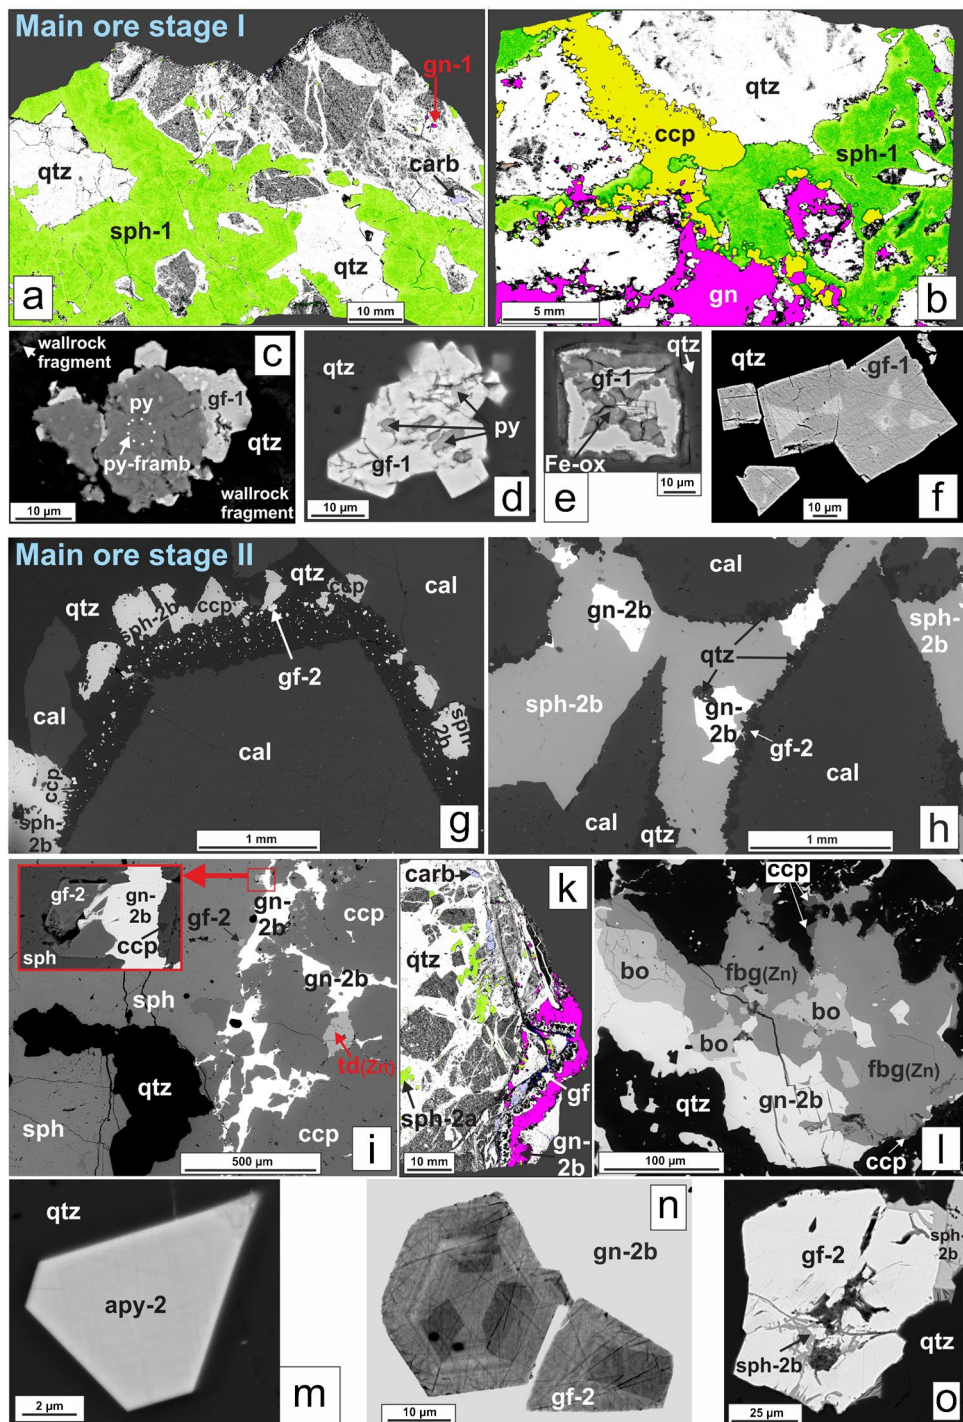 Main ore stage I
gn-1
qtz
carb
sph-1
qtz
a
10 mm
qtz
ccp
sph-1
gn
5 mm
b
wallrock
fragment
c
py
gf-1
py-framb
qtz
wallrock
fragment
10 µm
qtz
py
gf-1
10 µm
d
qtz
gf-1
Fe-ox
e
10 µm
qtz
gf-1
f
10 µm
Main ore stage II
qtz
sph-2b
ccp
qtz
ccp
cal
gf-2
cal
cal
sph-
2b
ccp
sph-
2b
1 mm
g
cal
gn-2b
sph-
2b
qtz
sph-2b
gn-
2b
gf-2
cal
cal
qtz
1 mm
h
gf-2
gn-
2b
ccp
sph
gf-2
gn-
2b
ccp
gn-2b
sph
td(Zn)
qtz
sph
ccp
500 µm
i
carb
k
qtz
gf
sph-2a
gn-
2b
10 mm
ccp
bo
fbg(Zn)
bo
bo
fbg(Zn)
gn-2b
qtz
ccp
100 µm
l
qtz
apy-2
2 µm
m
n
gn-2b
gf-2
10 µm
gf-2
sph-
2b
qtz
sph-2b
25 µm
o